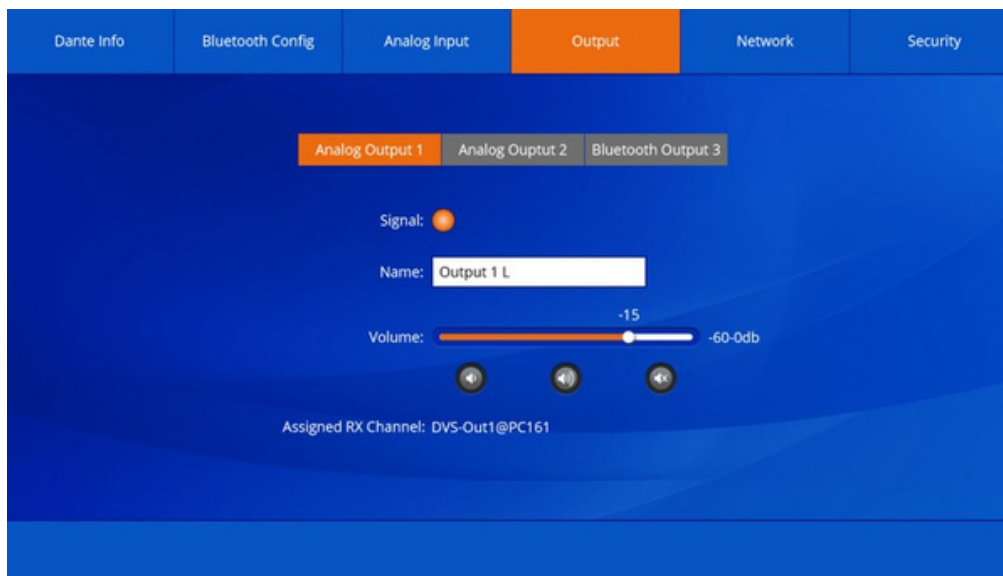 Dante Info Bluetooth Config Analog Input Output Network Security
Analog Output 1 Analog Ouptut 2 Bluetooth Output 3
Signal:
Name: Output 1 L
-15
Volume: -60-0db
Assigned RX Channel: DVS-Out1@PC161